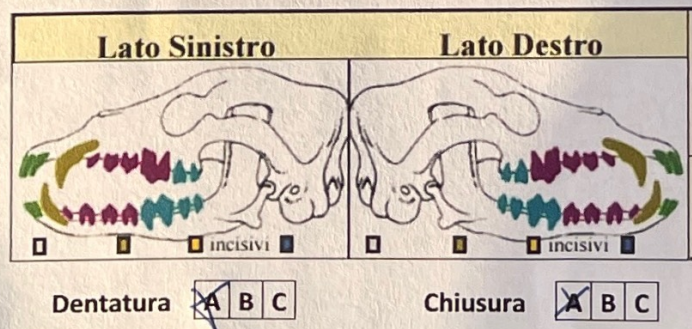 Lato Sinistro Lato Destro
incisivi incisivi
Dentatura A B C Chiusura A B C